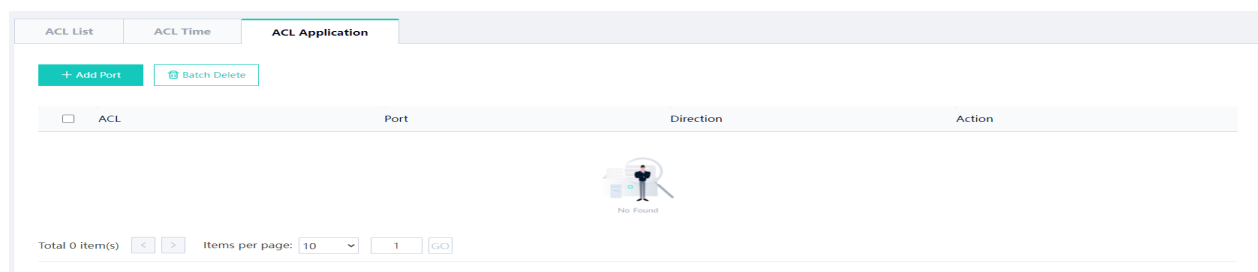 ACL List ACL Time ACL Application
+ Add Port Batch Delete
ACL Port Direction Action
No Found
Total 0 item(s) < > Items per page: 10 1 GO